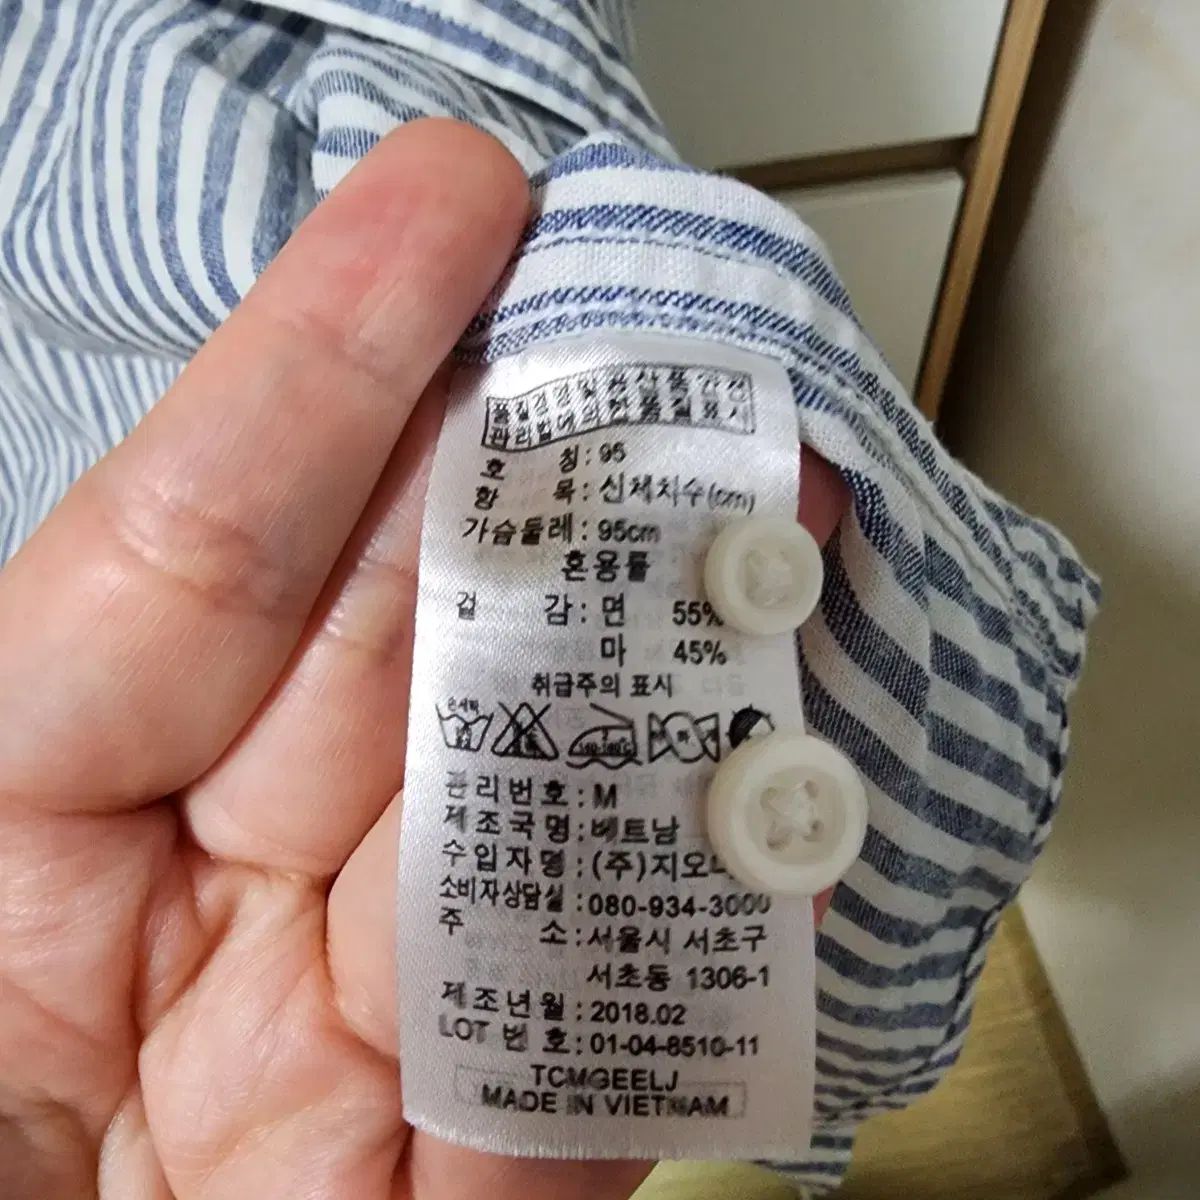 품질경영및공산품안전
관리법에의한품질표시
호 칭: 95
항 목: 신체치수(cm)
가슴둘레: 95cm
혼용률
겉 감: 면 55%
마 45%
취급주의 표시
손세탁
관리번호: M
제조국명: 베트남
수입자명: (주)지오
소비자상담실: 080-934-3000
주 소: 서울시 서초구
서초동 1306-1
제조년월: 2018.02
LOT 번 호: 01-04-8510-11
TCMGEELJ
MADE IN VIETNAM